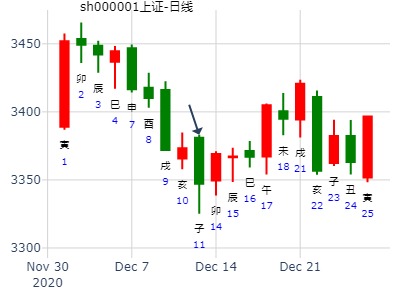 sh000001上证-日线
3450
3400
3350
3300
寅
1
卯
2
辰
3
巳
4
申
7
酉
8
戌
9
亥
10
子
11
卯
14
辰
15
巳
16
午
17
未
18
戌
21
亥
22
子
23
丑
24
寅
25
Nov 30
2020
Dec 7
Dec 14
Dec 21